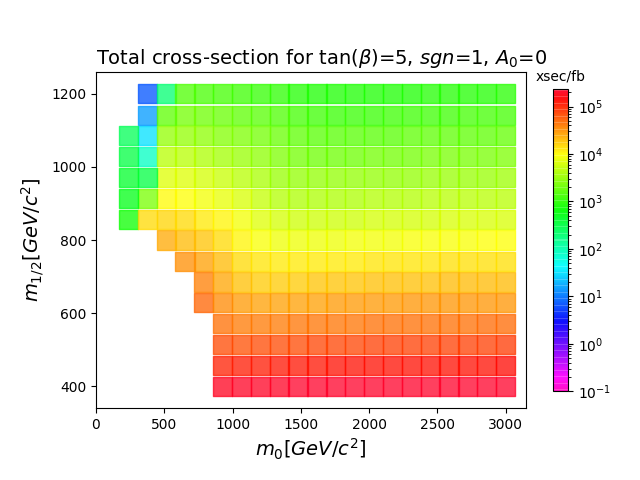 Total cross-section for tan(β)=5, sgn=1, A₀=0
xsec/fb
10⁵
10⁴
10³
10²
10¹
10⁰
10⁻¹
m₁/₂[GeV/c²]
1200
1000
800
600
400
0 500 1000 1500 2000 2500 3000
m₀[GeV/c²]